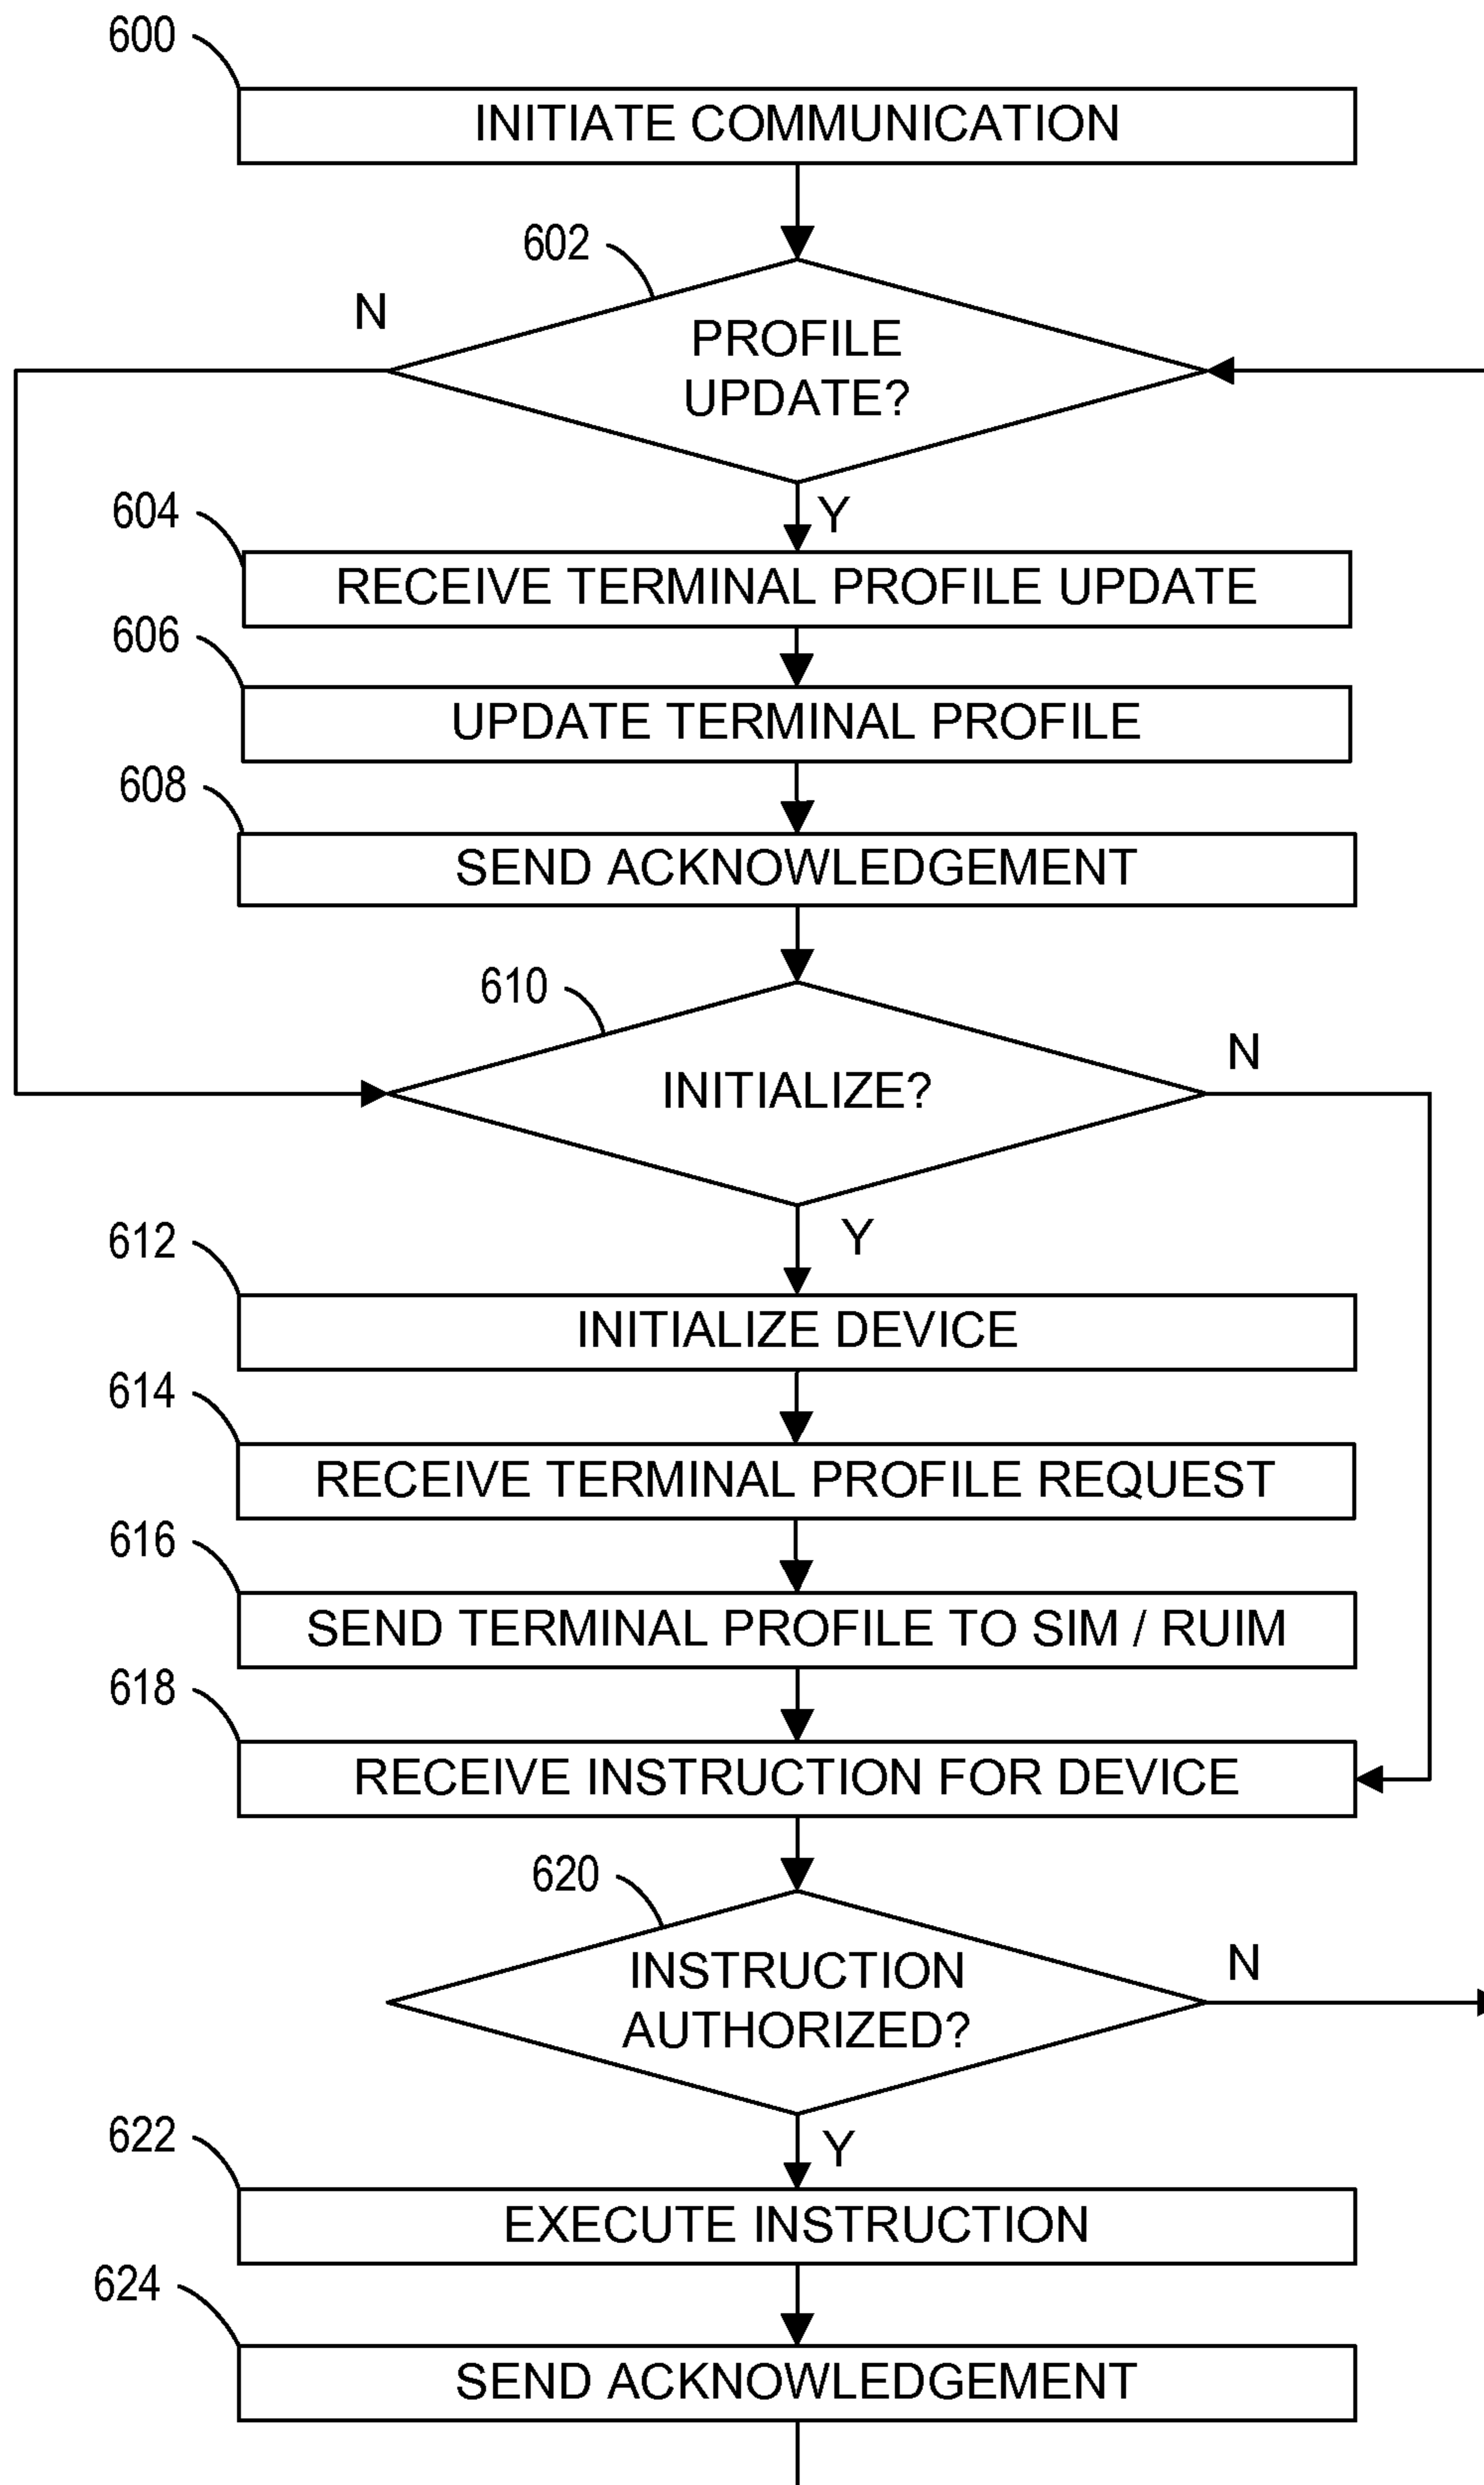 600
INITIATE COMMUNICATION
602
N
PROFILE
UPDATE?
Y
604
RECEIVE TERMINAL PROFILE UPDATE
606
UPDATE TERMINAL PROFILE
608
SEND ACKNOWLEDGEMENT
610
N
INITIALIZE?
Y
612
INITIALIZE DEVICE
614
RECEIVE TERMINAL PROFILE REQUEST
616
SEND TERMINAL PROFILE TO SIM / RUIM
618
RECEIVE INSTRUCTION FOR DEVICE
620
N
INSTRUCTION
AUTHORIZED?
Y
622
EXECUTE INSTRUCTION
624
SEND ACKNOWLEDGEMENT